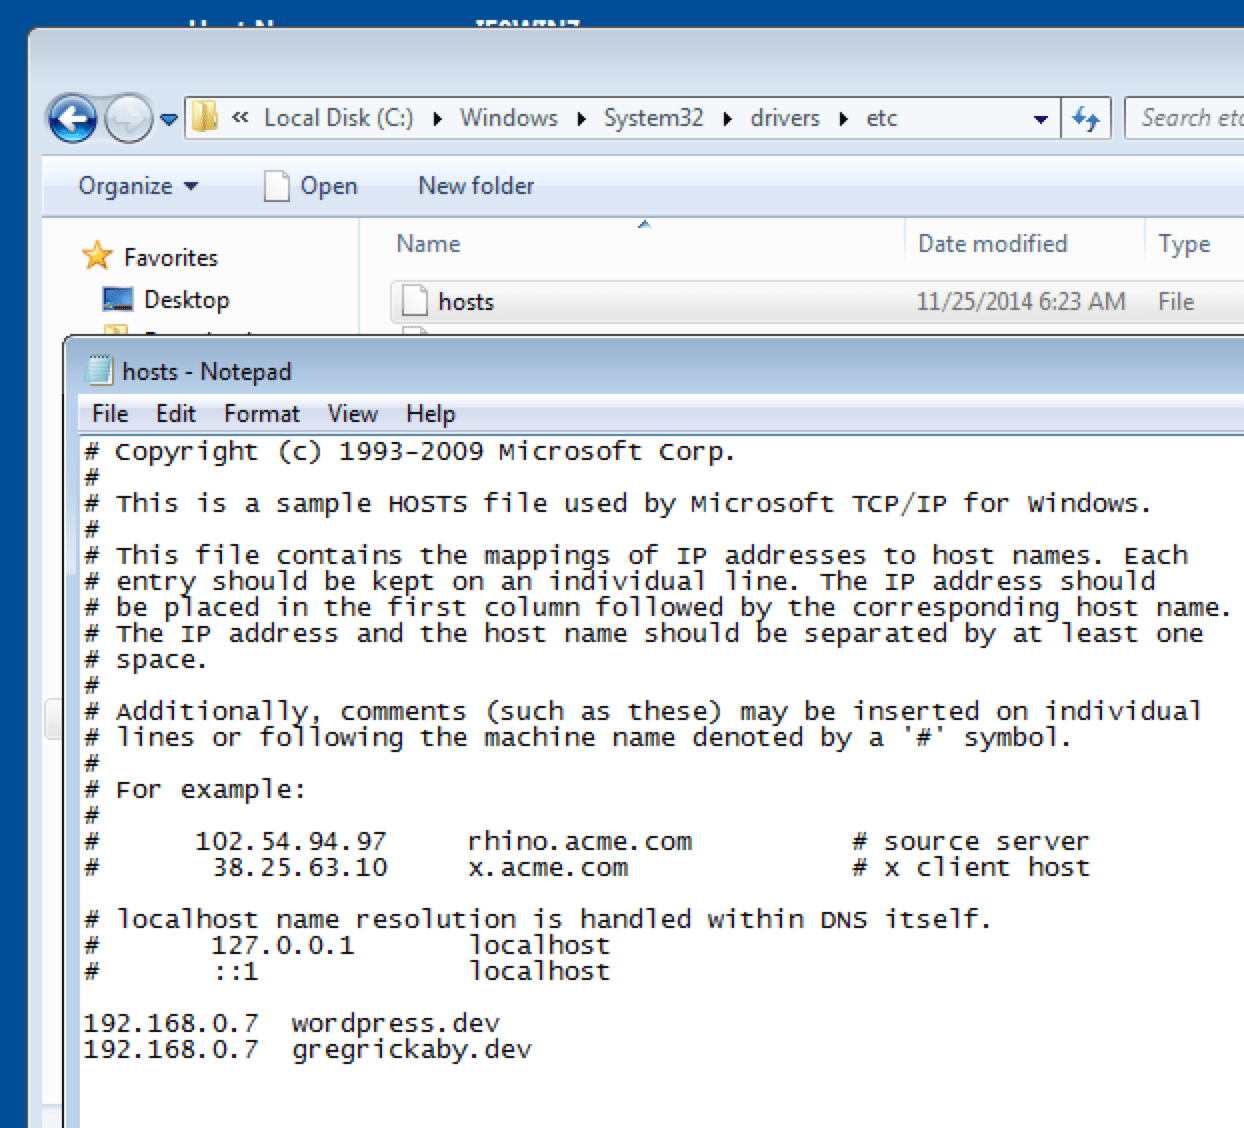 Local Disk (C:) Windows System32 drivers etc
Organize Open New folder
Name Date modified Type
Favorites
Desktop
hosts 11/25/2014 6:23 AM File
hosts - Notepad
File Edit Format View Help
# Copyright (c) 1993-2009 Microsoft Corp.
#
# This is a sample HOSTS file used by Microsoft TCP/IP for Windows.
#
# This file contains the mappings of IP addresses to host names. Each
# entry should be kept on an individual line. The IP address should
# be placed in the first column followed by the corresponding host name.
# The IP address and the host name should be separated by at least one
# space.
#
# Additionally, comments (such as these) may be inserted on individual
# lines or following the machine name denoted by a '#' symbol.
#
# For example:
#
# 102.54.94.97 rhino.acme.com # source server
# 38.25.63.10 x.acme.com # x client host
# localhost name resolution is handled within DNS itself.
# 127.0.0.1 localhost
# ::1 localhost
192.168.0.7 wordpress.dev
192.168.0.7 gregrickaby.dev